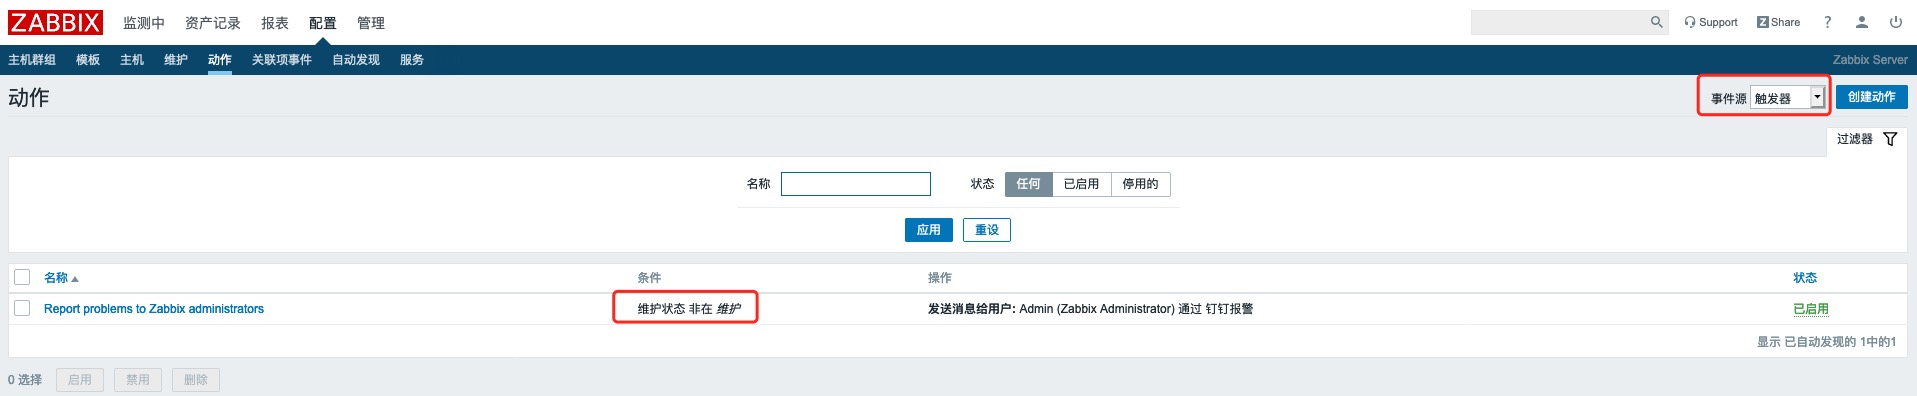 ZABBIX 监测中 资产记录 报表 配置 管理 Support Z Share ?
主机群组 模板 主机 维护 动作 关联项事件 自动发现 服务 Zabbix Server
动作 事件源 触发器 创建动作
过滤器
名称 状态 任何 已启用 停用的
应用 重设
名称 条件 操作 状态
Report problems to Zabbix administrators 维护状态 非在 维护 发送消息给用户: Admin (Zabbix Administrator) 通过 钉钉报警 已启用
显示 已自动发现的 1中的1
0 选择 启用 禁用 删除